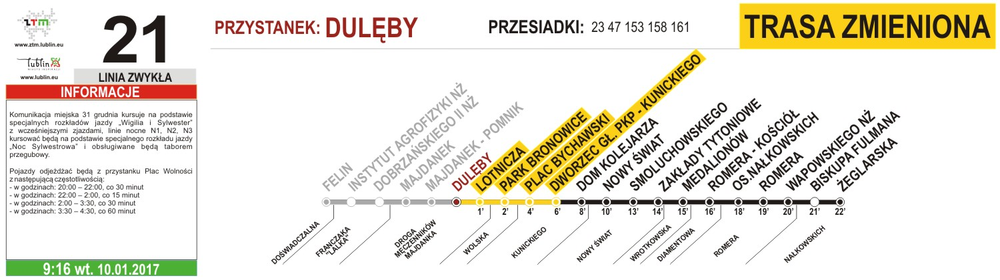 ztm
www.ztm.lublin.eu
lublin
MIASTO INSPIRACJI
www.lublin.eu
21
LINIA ZWYKŁA
INFORMACJE
Komunikacja miejska 31 grudnia kursuje na podstawie
specjalnych rozkładów jazdy „Wigilia i Sylwester”
z wcześniejszymi zjazdami, linie nocne N1, N2, N3
kursować będą na podstawie specjalnego rozkładu jazdy
„Noc Sylwestrowa” i obsługiwane będą taborem
przegubowy.
Pojazdy odjeżdżać będą z przystanku Plac Wolności
z następującą częstotliwością:
- w godzinach: 20:00 – 22:00, co 30 minut
- w godzinach: 22:00 – 2:00, co 15 minut
- w godzinach: 2:00 – 3:30, co 30 minut
- w godzinach: 3:30 – 4:30, co 60 minut
9:16 wt. 10.01.2017
PRZYSTANEK: DULĘBY
PRZESIADKI: 23 47 153 158 161
TRASA ZMIENIONA
FELIN
INSTYTUT AGROFIZYKI NŻ
DOBRZAŃSKIEGO II NŻ
MAJDANEK
MAJDANEK - POMNIK
DULĘBY
LOTNICZA
PARK BRONOWICE
PLAC BYCHAWSKI
DWORZEC GŁ. PKP - KUNICKIEGO
DOM KOLEJARZA
NOWY ŚWIAT
SMOLUCHOWSKIEGO
ZAKŁADY TYTONIOWE
MEDALIONÓW
ROMERA - KOŚCIÓŁ
OS.NAŁKOWSKICH
ROMERA
WAPOWSKIEGO NŻ
BISKUPA FULMANA
ŻEGLARSKA
1’ 2’ 4’ 6’ 8’ 10’ 13’ 14’ 15’ 16’ 18’ 19’ 20’ 21’ 22’
DOŚWIADCZALNA
FRANCZAKA
"LALKA"
DROGA
MĘCZENNIKÓW
MAJDANKA
WOLSKA
KUNICKIEGO
NOWY ŚWIAT
WROTKOWSKA
DIAMENTOWA
ROMERA
NAŁKOWSKICH